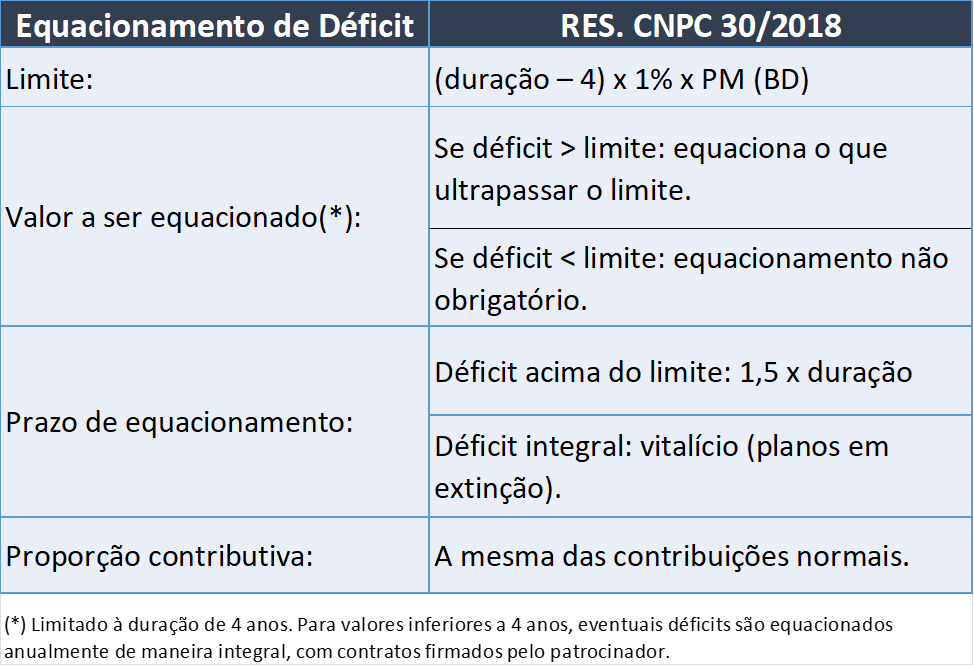 Equacionamento de Déficit
RES. CNPC 30/2018
Limite:
(duração – 4) x 1% x PM (BD)
Valor a ser equacionado(*):
Se déficit > limite: equaciona o que
ultrapassar o limite.
Se déficit < limite: equacionamento não
obrigatório.
Prazo de equacionamento:
Déficit acima do limite: 1,5 x duração
Déficit integral: vitalício (planos em
extinção).
Proporção contributiva:
A mesma das contribuições normais.
(*) Limitado à duração de 4 anos. Para valores inferiores a 4 anos, eventuais déficits são equacionados
anualmente de maneira integral, com contratos firmados pelo patrocinador.